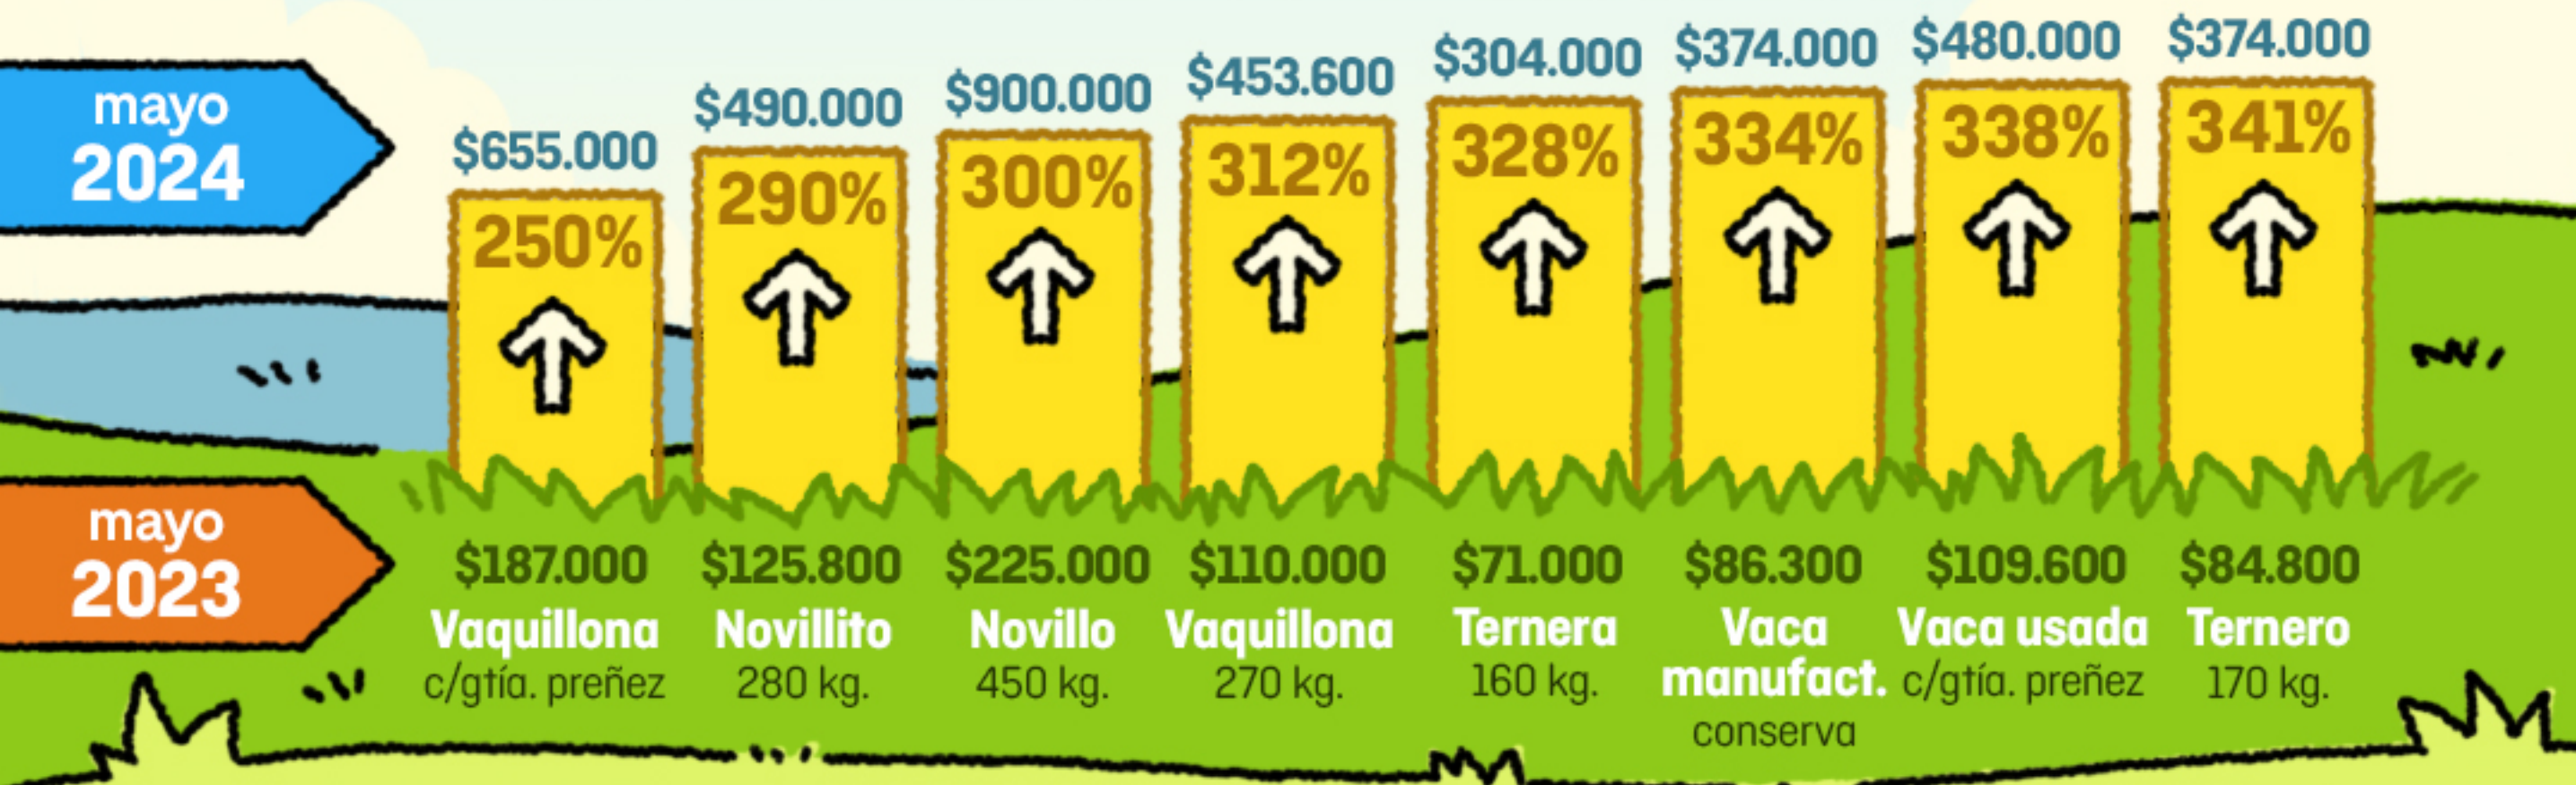 mayo
2024
$655.000
$490.000
$900.000
$453.600
$304.000
$374.000
$480.000
$374.000
250%
290%
300%
312%
328%
334%
338%
341%
mayo
2023
$187.000
$125.800
$225.000
$110.000
$71.000
$86.300
$109.600
$84.800
Vaquillona
c/gtía. preñez
Novillito
280 kg.
Novillo
450 kg.
Vaquillona
270 kg.
Ternera
160 kg.
Vaca
manufact.
conserva
Vaca usada
c/gtía. preñez
Ternero
170 kg.